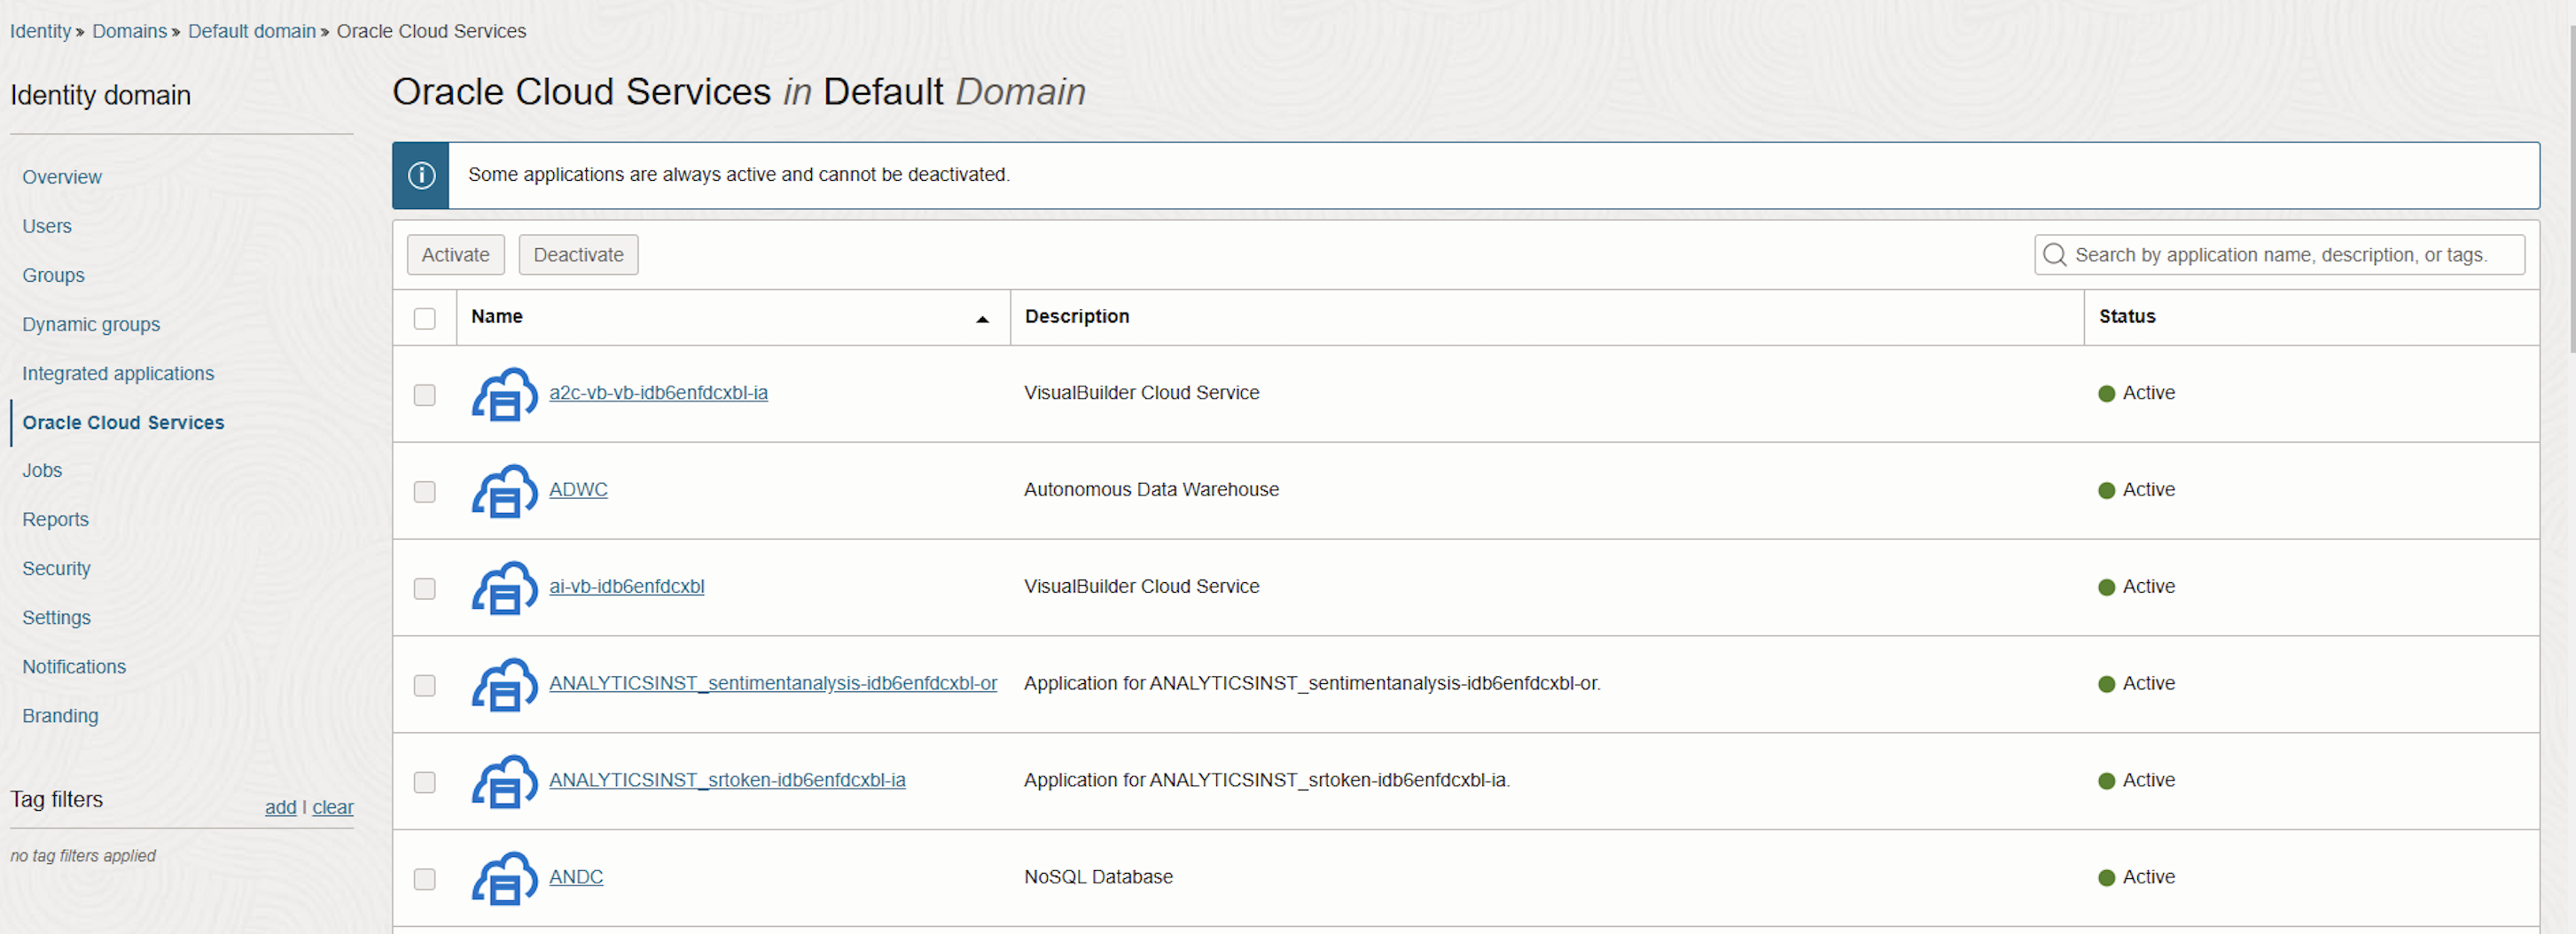 Identity » Domains » Default domain » Oracle Cloud Services
Identity domain
Overview
Users
Groups
Dynamic groups
Integrated applications
Oracle Cloud Services
Jobs
Reports
Security
Settings
Notifications
Branding
Tag filters add | clear
no tag filters applied
Oracle Cloud Services in Default Domain
Some applications are always active and cannot be deactivated.
Activate Deactivate Search by application name, description, or tags.
Name Description Status
a2c-vb-vb-idb6enfdcxbl-ia VisualBuilder Cloud Service Active
ADWC Autonomous Data Warehouse Active
ai-vb-idb6enfdcxbl VisualBuilder Cloud Service Active
ANALYTICSINST_sentimentanalysis-idb6enfdcxbl-or Application for ANALYTICSINST_sentimentanalysis-idb6enfdcxbl-or. Active
ANALYTICSINST_srtoken-idb6enfdcxbl-ia Application for ANALYTICSINST_srtoken-idb6enfdcxbl-ia. Active
ANDC NoSQL Database Active